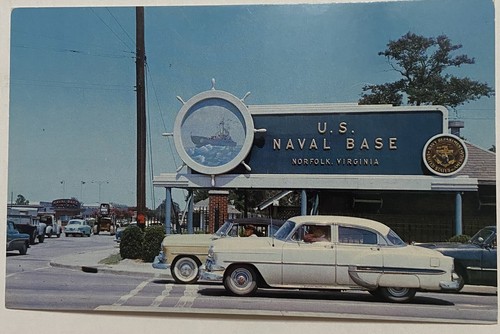 U.S.
NAVAL BASE
NORFOLK, VIRGINIA